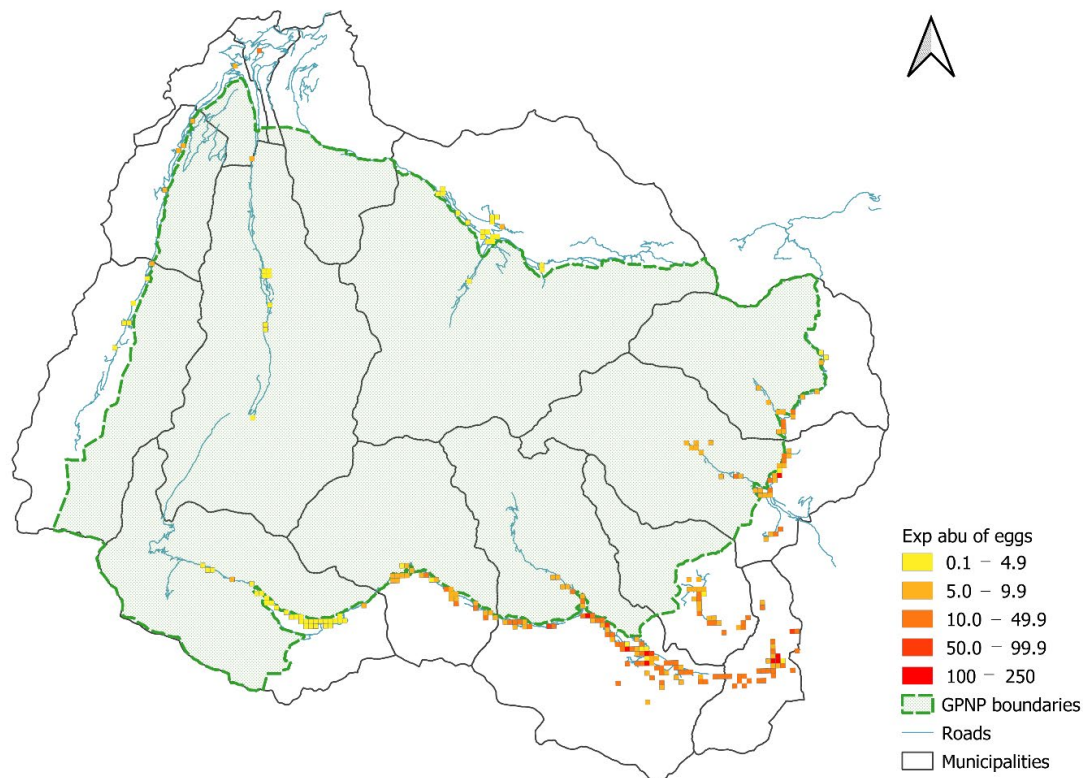 Exp abu of eggs
0.1 – 4.9
5.0 – 9.9
10.0 – 49.9
50.0 – 99.9
100 – 250
GPNP boundaries
Roads
Municipalities